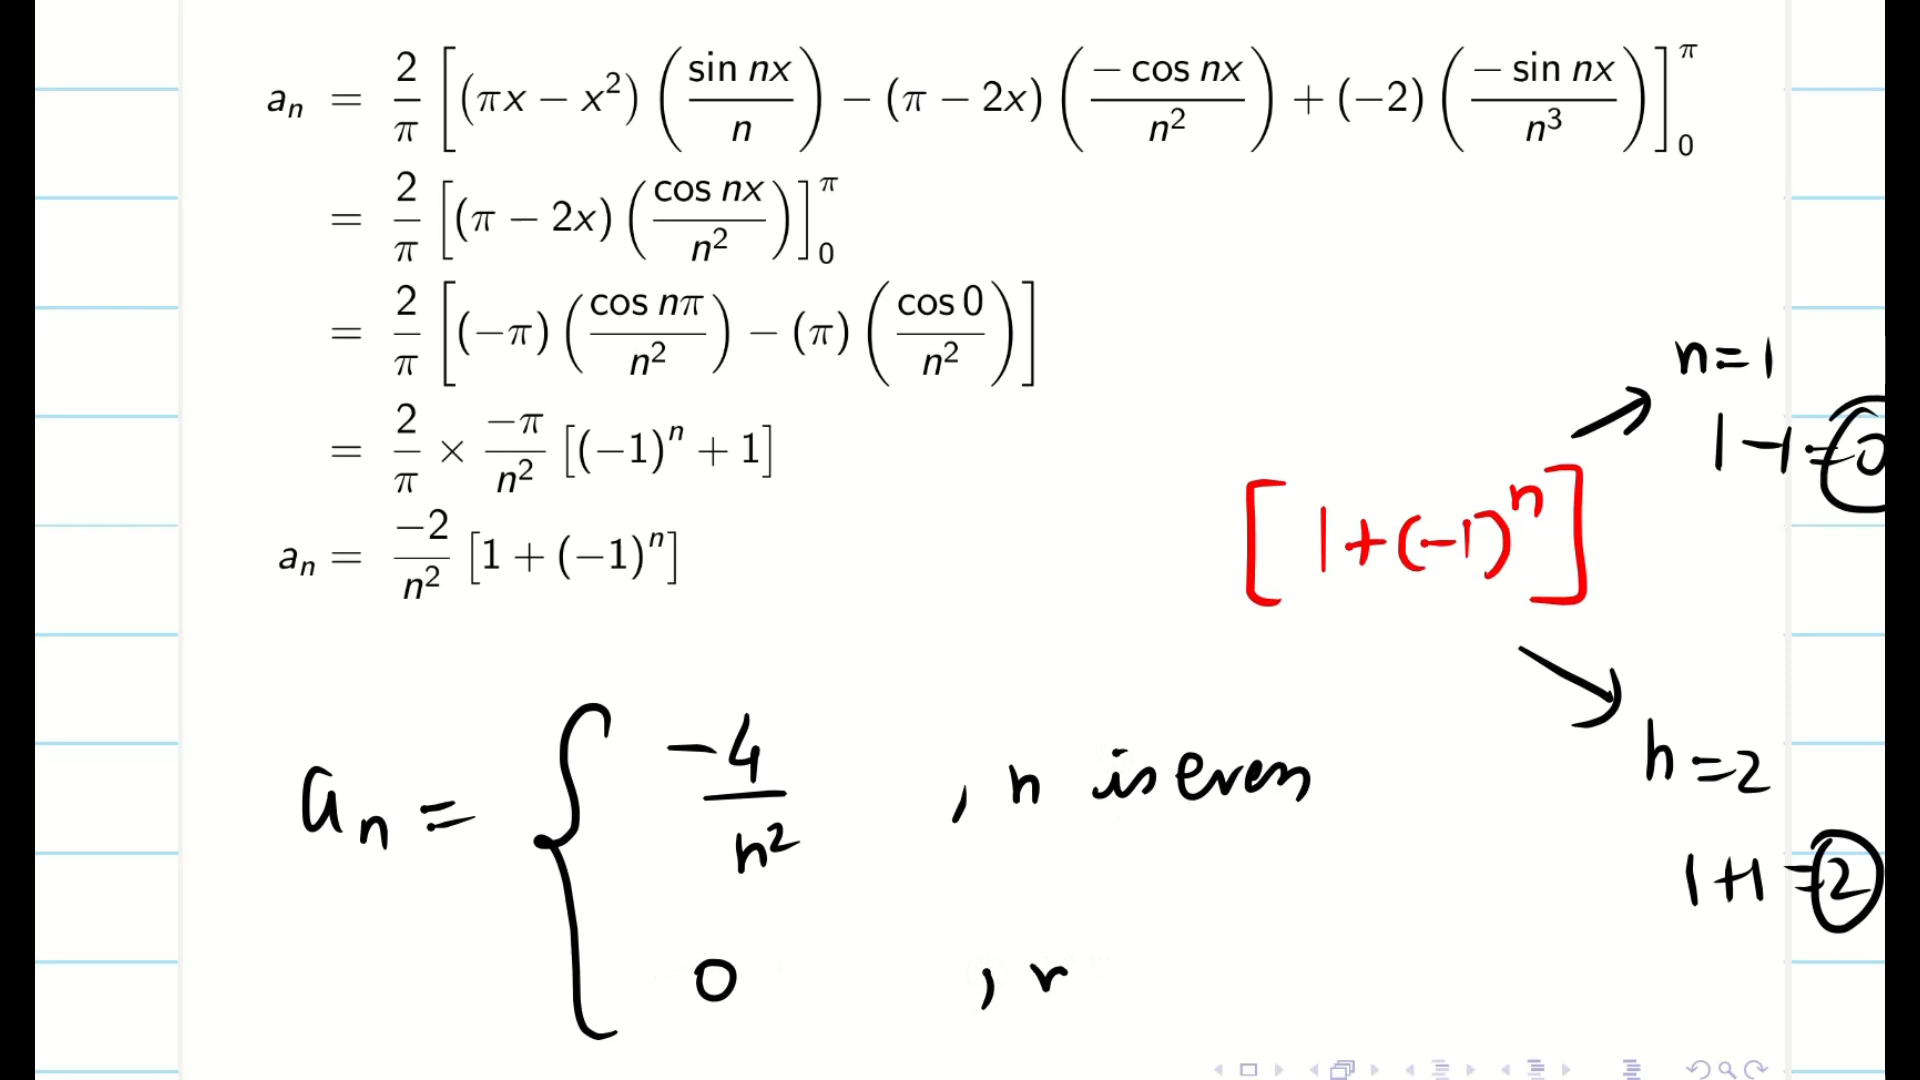 aₙ = 2/π [(πx − x²) (sin nx / n) − (π − 2x) (− cos nx / n²) + (−2) (− sin nx / n³)]₀^π
= 2/π [(π − 2x) (cos nx / n²)]₀^π
= 2/π [(−π) (cos nπ / n²) − (π) (cos 0 / n²)]
= 2/π × −π/n² [(−1)ⁿ + 1]
aₙ = −2/n² [1 + (−1)ⁿ]
n=1
1−1=0
[1+(−1)ⁿ]
n=2
1+1=2
aₙ = { −4/n² , n is even
0 , r